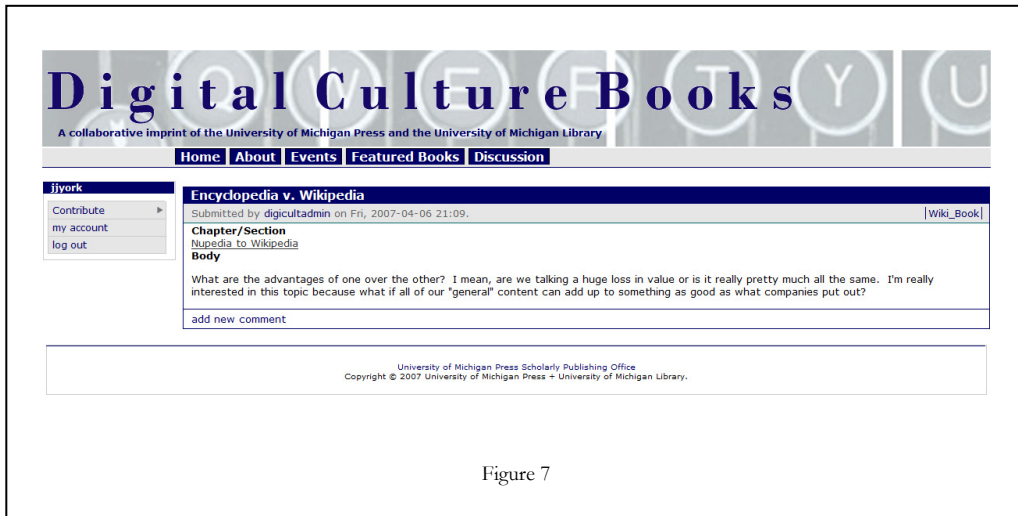 Digital Culture Books
A collaborative imprint of the University of Michigan Press and the University of Michigan Library
Home About Events Featured Books Discussion
jjyork
Contribute
my account
log out
Encyclopedia v. Wikipedia
Submitted by digicultadmin on Fri, 2007-04-06 21:09.
|Wiki_Book|
Chapter/Section
Nupedia to Wikipedia
Body
What are the advantages of one over the other? I mean, are we talking a huge loss in value or is it really pretty much all the same. I'm really
interested in this topic because what if all of our "general" content can add up to something as good as what companies put out?
add new comment
University of Michigan Press Scholarly Publishing Office
Copyright © 2007 University of Michigan Press + University of Michigan Library.
Figure 7